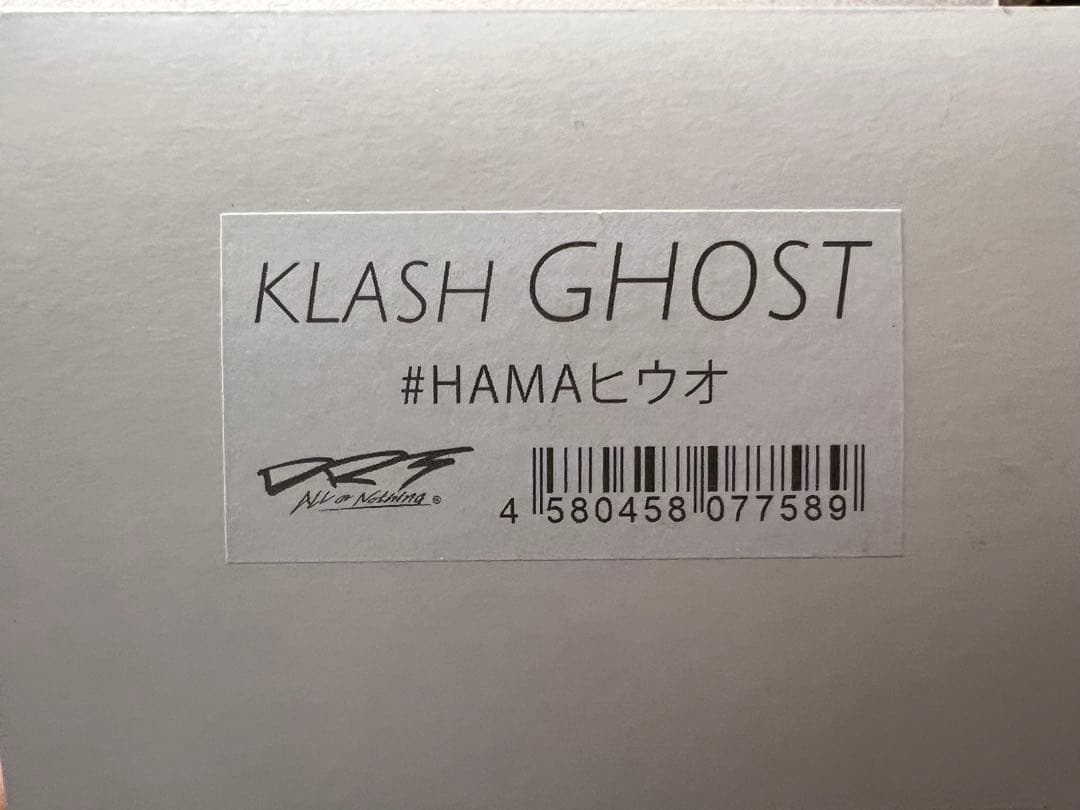 KLASH GHOST
#HAMAヒウオ
DRT
All or Nothing ®
4 580458 077589